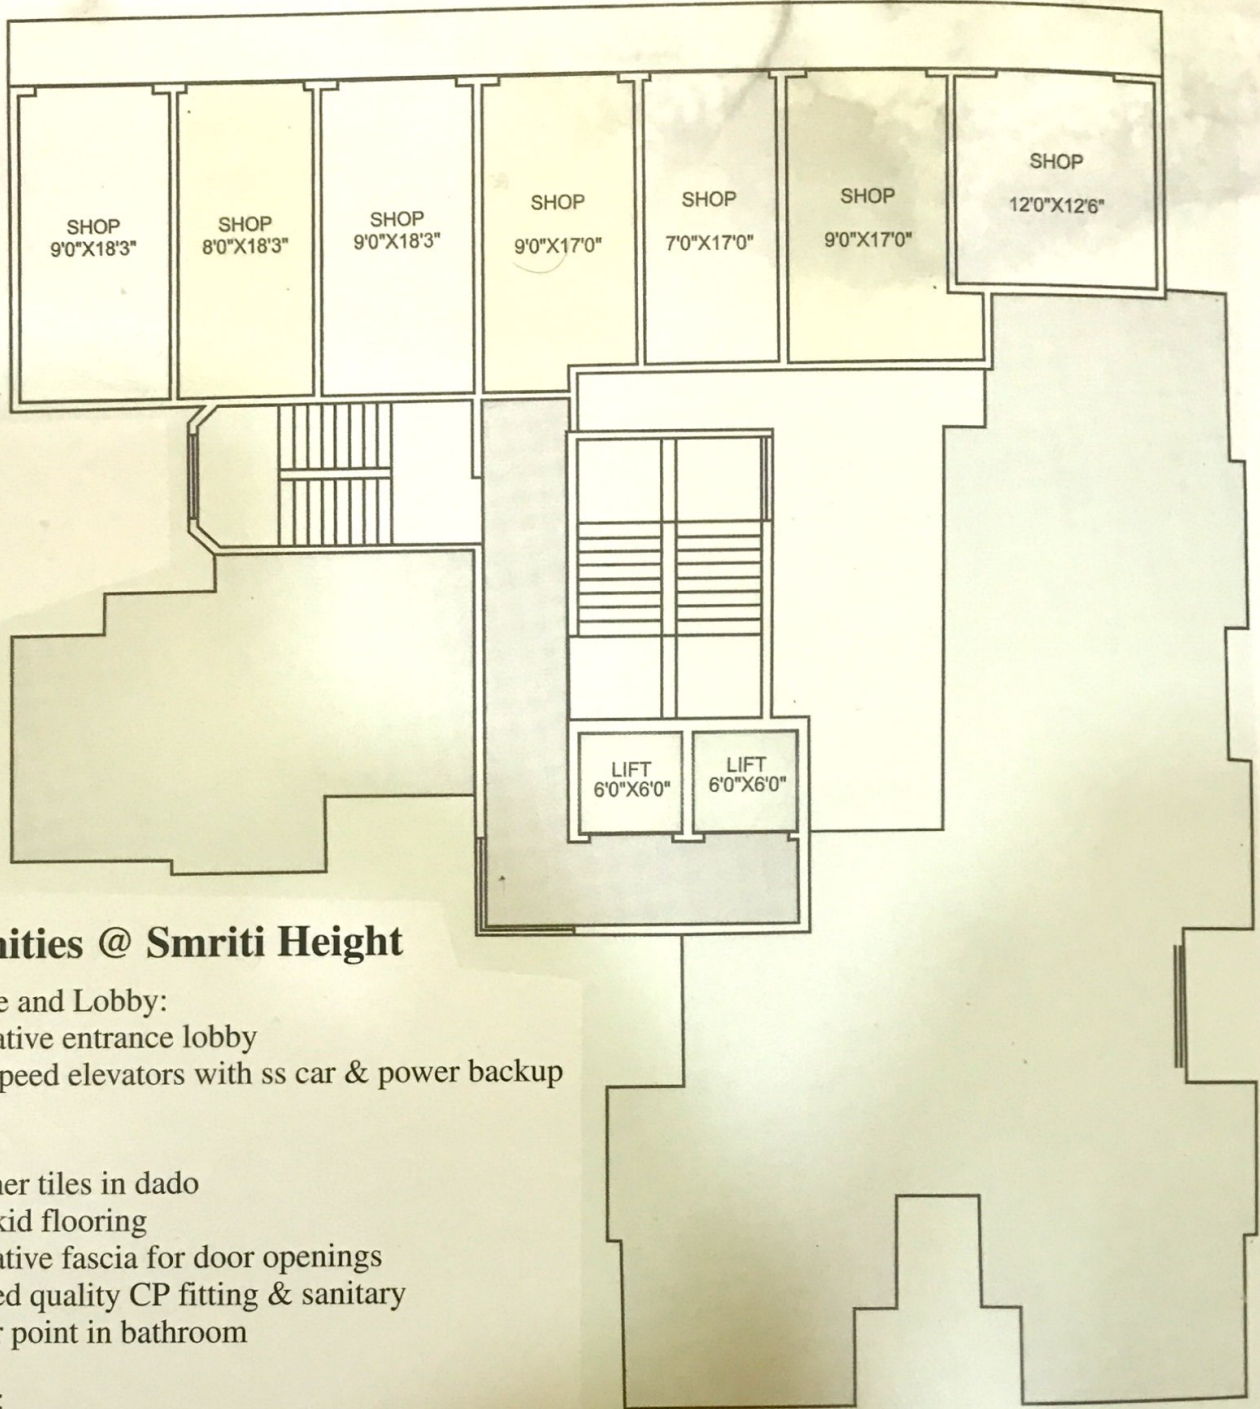 SHOP
9'0"X18'3"
SHOP
8'0"X18'3"
SHOP
9'0"X18'3"
SHOP
9'0"X17'0"
SHOP
7'0"X17'0"
SHOP
9'0"X17'0"
SHOP
12'0"X12'6"
LIFT
6'0"X6'0"
LIFT
6'0"X6'0"
nities @ Smriti Height
e and Lobby:
ative entrance lobby
peed elevators with ss car & power backup
ner tiles in dado
kid flooring
ative fascia for door openings
ed quality CP fitting & sanitary
r point in bathroom